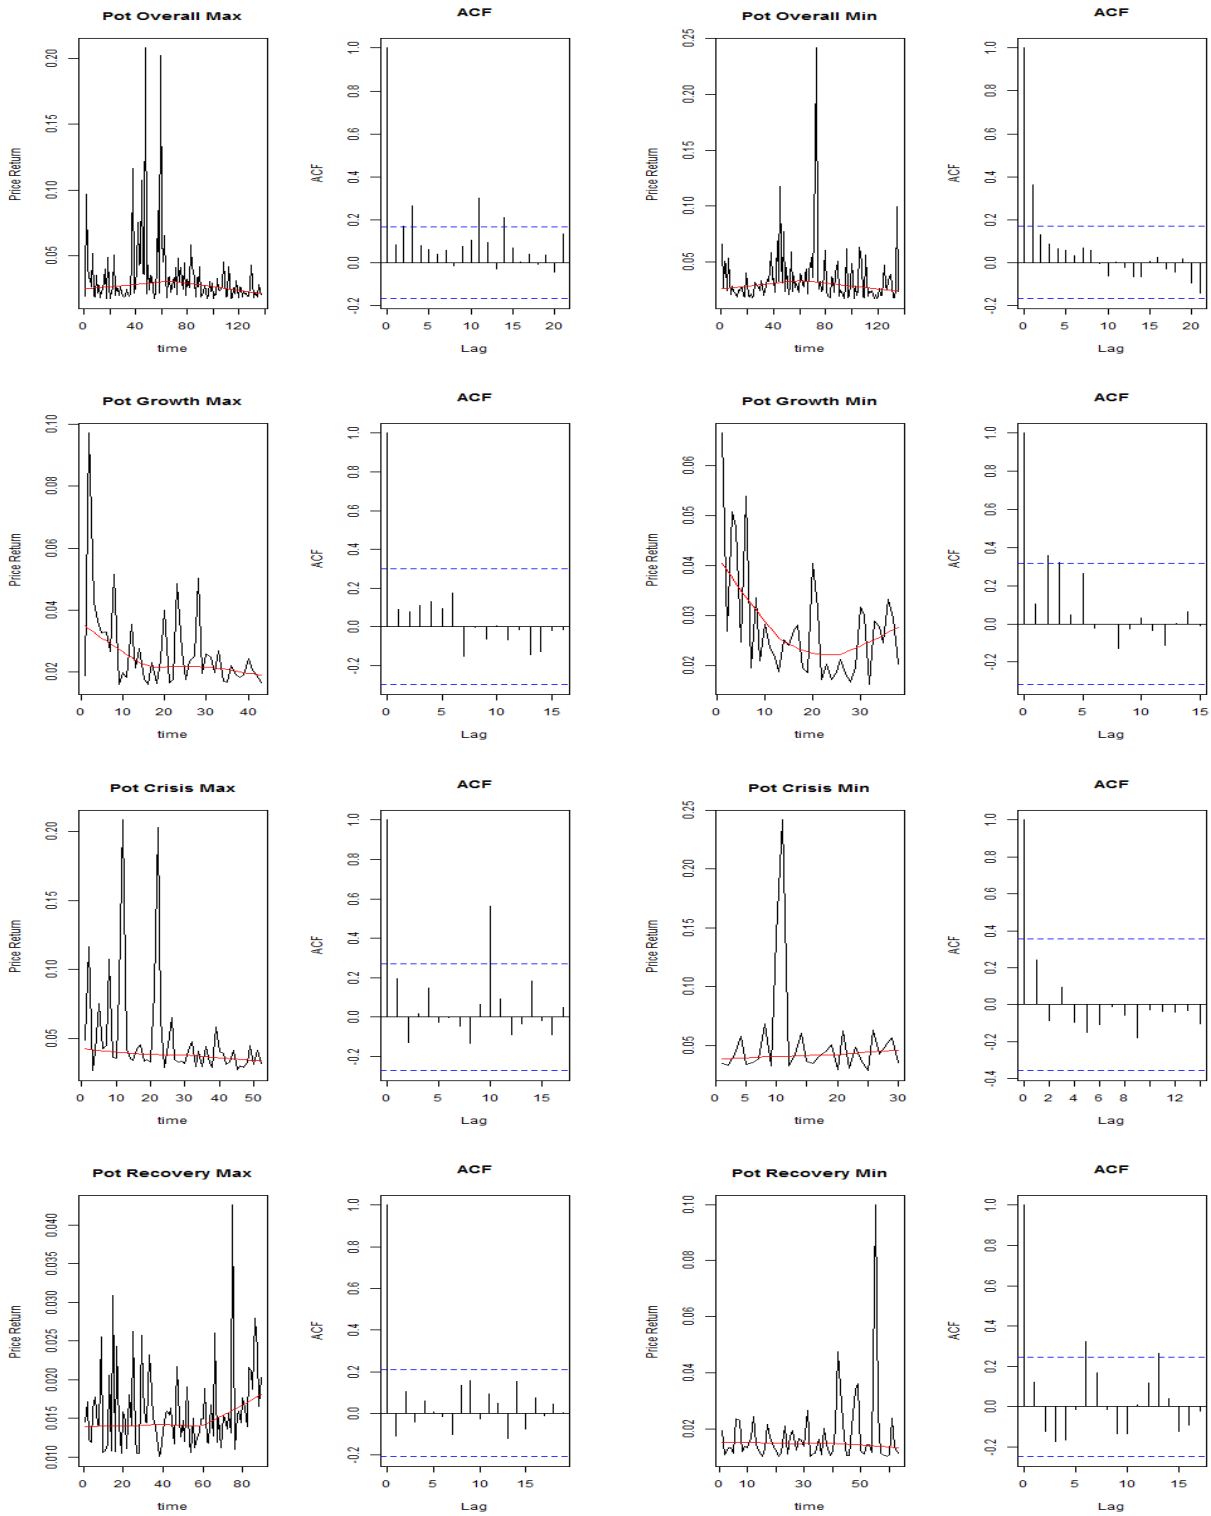 Pot Overall Max
ACF
Pot Overall Min
ACF
Price Return
0.05 0.10 0.15 0.20
0 40 80 120
time
ACF
-0.2 0.0 0.2 0.4 0.6 0.8 1.0
0 5 10 15 20
Lag
Price Return
0.05 0.10 0.15 0.20 0.25
0 40 80 120
time
ACF
-0.2 0.0 0.2 0.4 0.6 0.8 1.0
0 5 10 15 20
Lag
Pot Growth Max
ACF
Pot Growth Min
ACF
Price Return
0.02 0.04 0.06 0.08 0.10
0 10 20 30 40
time
ACF
-0.2 0.0 0.2 0.4 0.6 0.8 1.0
0 5 10 15
Lag
Price Return
0.02 0.03 0.04 0.05 0.06
0 10 20 30
time
ACF
-0.2 0.0 0.2 0.4 0.6 0.8 1.0
0 5 10 15
Lag
Pot Crisis Max
ACF
Pot Crisis Min
ACF
Price Return
0.05 0.10 0.15 0.20
0 10 20 30 40 50
time
ACF
-0.2 0.0 0.2 0.4 0.6 0.8 1.0
0 5 10 15
Lag
Price Return
0.05 0.10 0.15 0.20 0.25
0 5 10 15 20 25 30
time
ACF
-0.4 -0.2 0.0 0.2 0.4 0.6 0.8 1.0
0 2 4 6 8 9 12
Lag
Pot Recovery Max
ACF
Pot Recovery Min
ACF
Price Return
0.010 0.015 0.020 0.025 0.030 0.035 0.040
0 20 40 60 80
time
ACF
-0.2 0.0 0.2 0.4 0.6 0.8 1.0
0 5 10 15
Lag
Price Return
0.02 0.04 0.06 0.08 0.10
0 10 30 50
time
ACF
-0.2 0.0 0.2 0.4 0.6 0.8 1.0
0 5 10 15
Lag